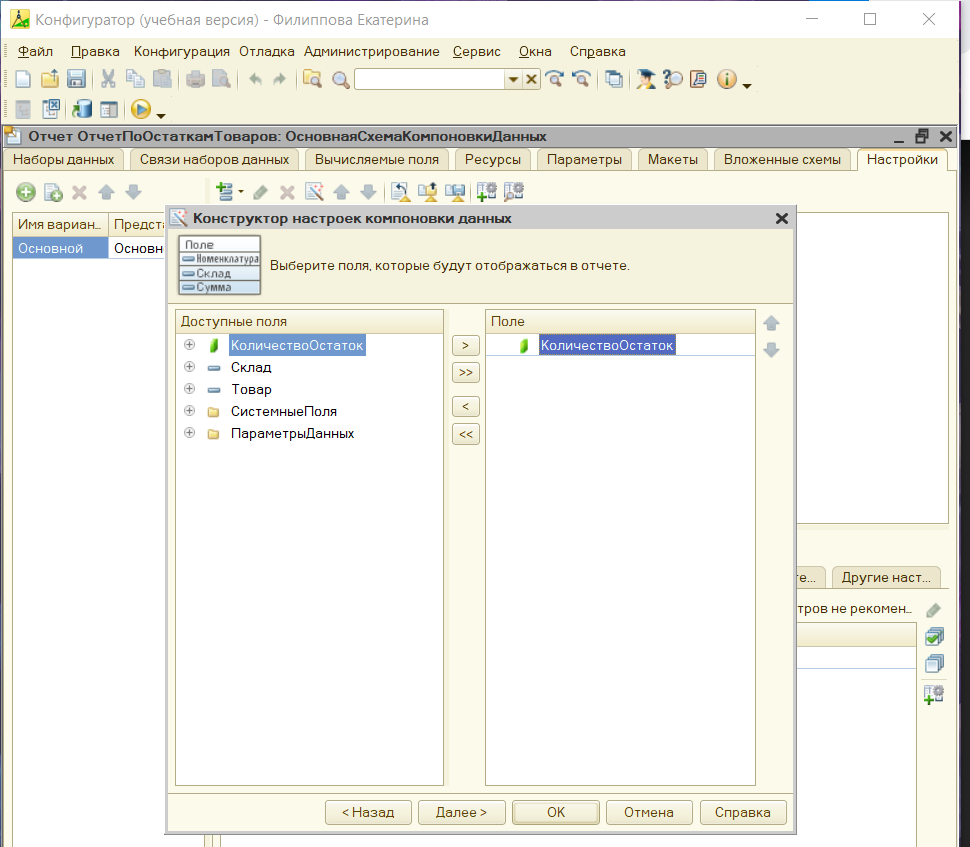 Конфигуратор (учебная версия) - Филиппова Екатерина
Файл Правка Конфигурация Отладка Администрирование Сервис Окна Справка
Отчет ОтчетПоОстаткамТоваров: ОсновнаяСхемаКомпоновкиДанных
Наборы данных Связи наборов данных Вычисляемые поля Ресурсы Параметры Макеты Вложенные схемы Настройки
Имя вариан... Предста
Основной Основн
Конструктор настроек компоновки данных
Поле
Номенклатура
Склад
Сумма
Выберите поля, которые будут отображаться в отчете.
Доступные поля
КоличествоОстаток
Склад
Товар
СистемныеПоля
ПараметрыДанных
>
>>
<
<<
Поле
КоличествоОстаток
те... Другие наст...
тров не рекомен...
< Назад Далее > OK Отмена Справка